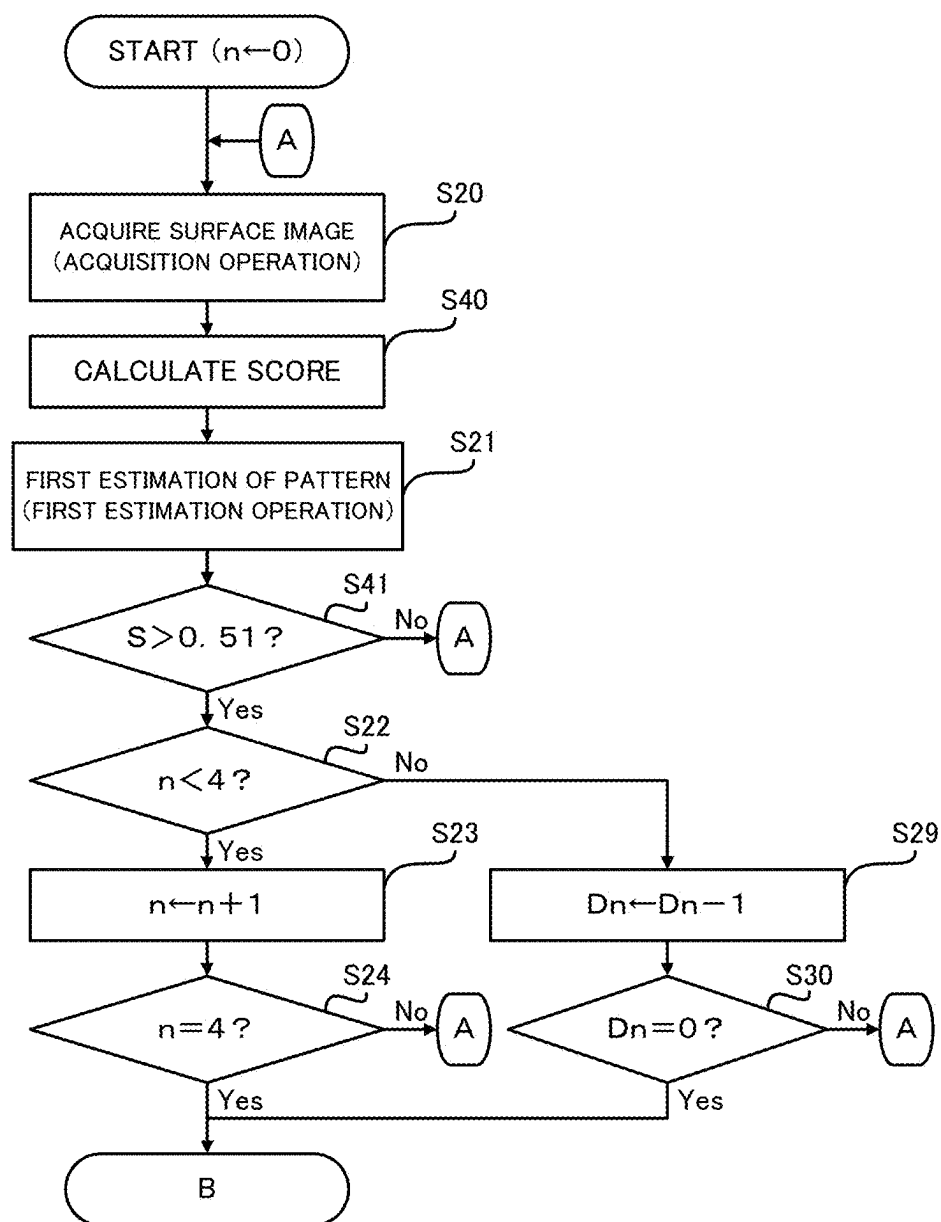 START (n←0)
A
S20
ACQUIRE SURFACE IMAGE
(ACQUISITION OPERATION)
S40
CALCULATE SCORE
S21
FIRST ESTIMATION OF PATTERN
(FIRST ESTIMATION OPERATION)
S41
S>0.51?
No
A
Yes
S22
n<4?
No
Yes
S23
n←n+1
S29
Dn←Dn-1
S24
n=4?
No
A
S30
Dn=0?
No
A
Yes
Yes
B